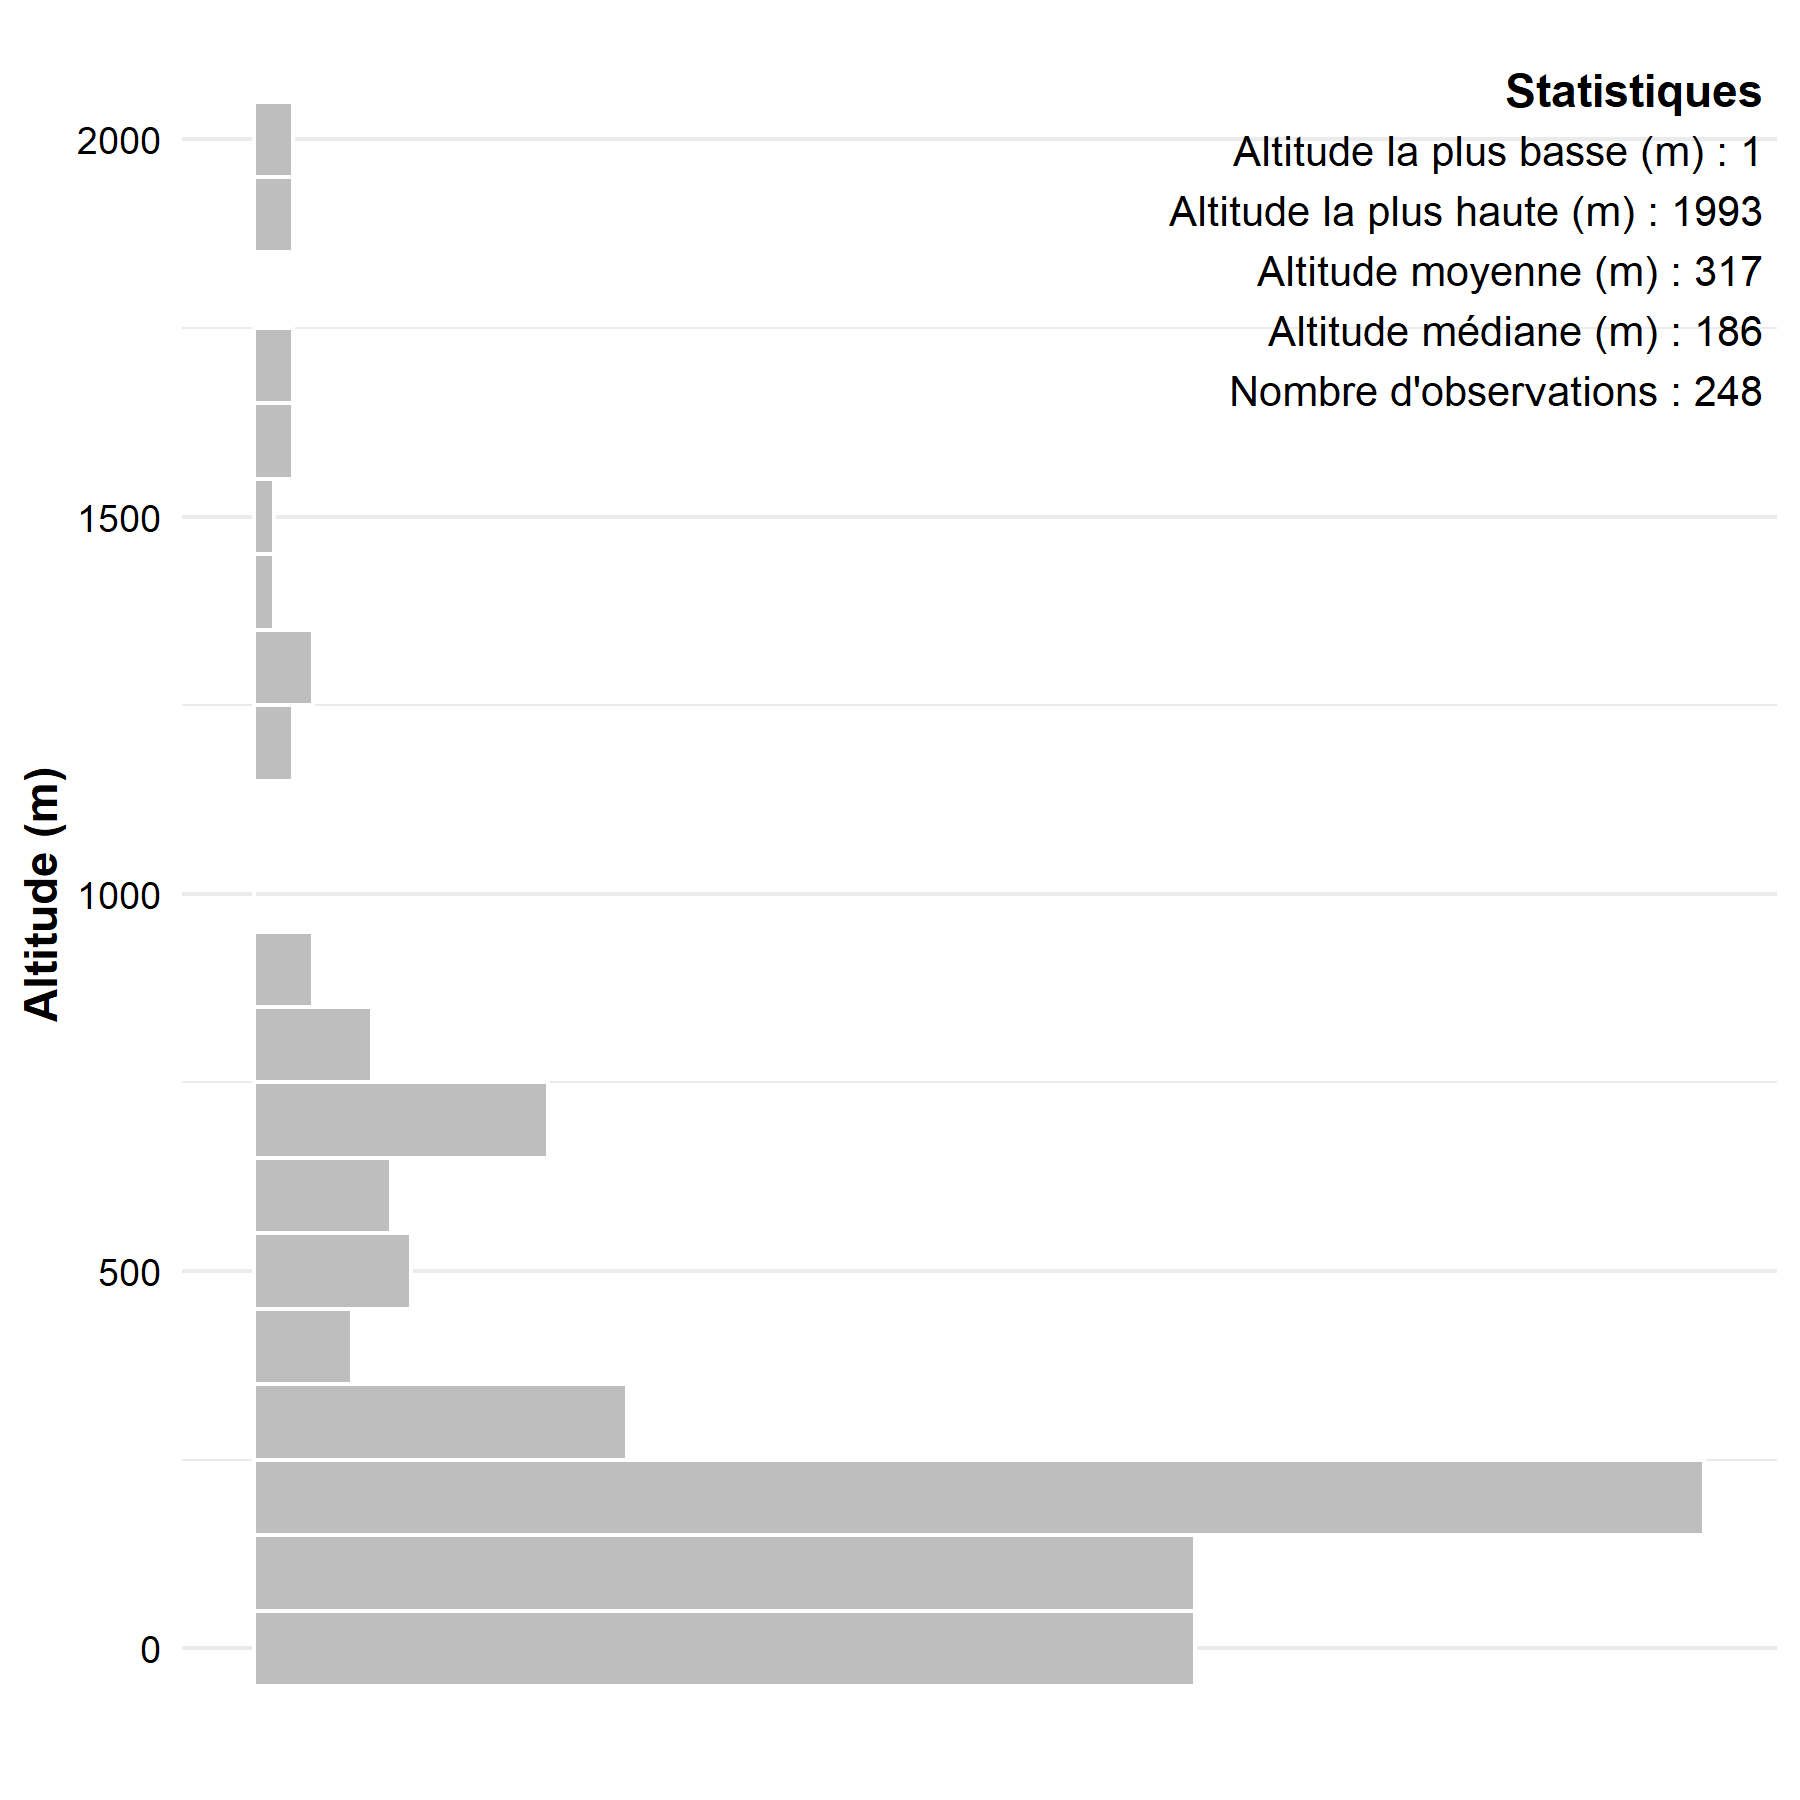 Statistiques
Altitude la plus basse (m) : 1
Altitude la plus haute (m) : 1993
Altitude moyenne (m) : 317
Altitude médiane (m) : 186
Nombre d'observations : 248
2000
1500
1000
500
0
Altitude (m)